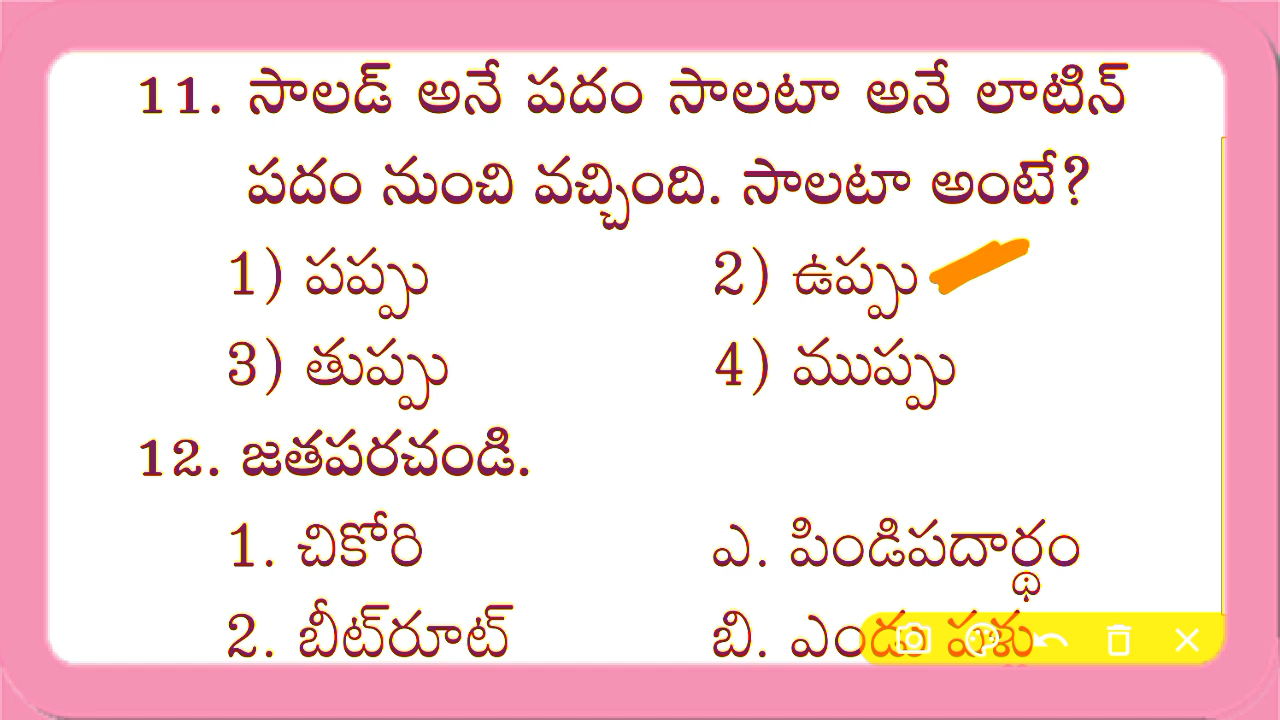 11. సాలడ్ అనే పదం సాలటా అనే లాటిన్
పదం నుంచి వచ్చింది. సాలటా అంటే?
1) పప్పు 2) ఉప్పు
3) తుప్పు 4) ముప్పు
12. జతపరచండి.
1. చికోరి ఎ. పిండిపదార్థం
2. బీట్‌రూట్ బి. ఎండు పళ్లు